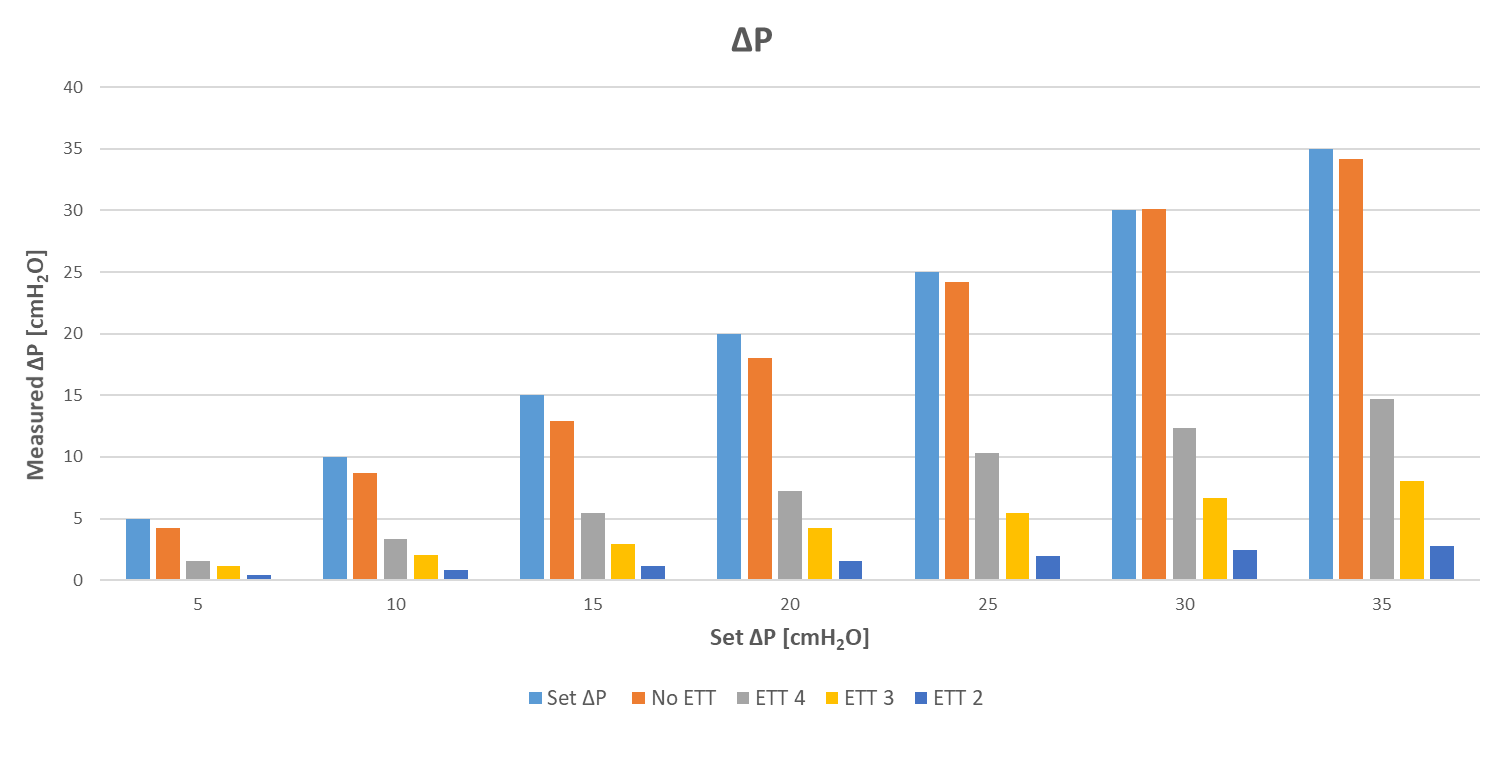 ΔP
40
35
30
25
20
15
10
5
0
Measured ΔP [cmH₂O]
5 10 15 20 25 30 35
Set ΔP [cmH₂O]
Set ΔP No ETT ETT 4 ETT 3 ETT 2